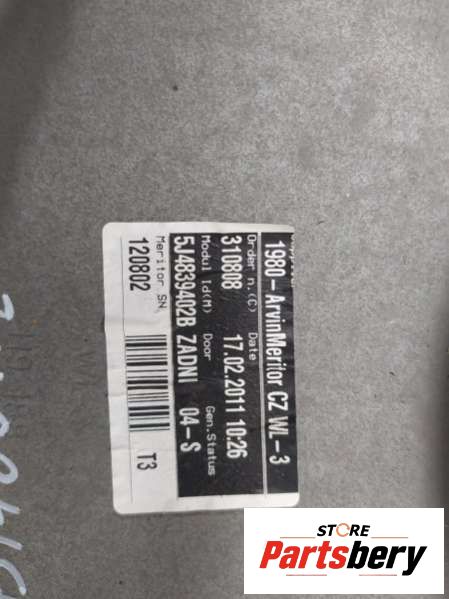 1980-ArvinMeritor CZ WL-3
Order n.(C) Date
310808 17.02.2011 10:26
Modul Id(M) Door Gen.Status
5J4839402B ZADNI 04-S
Meritor SN
120802
T3
STORE
Partsbery